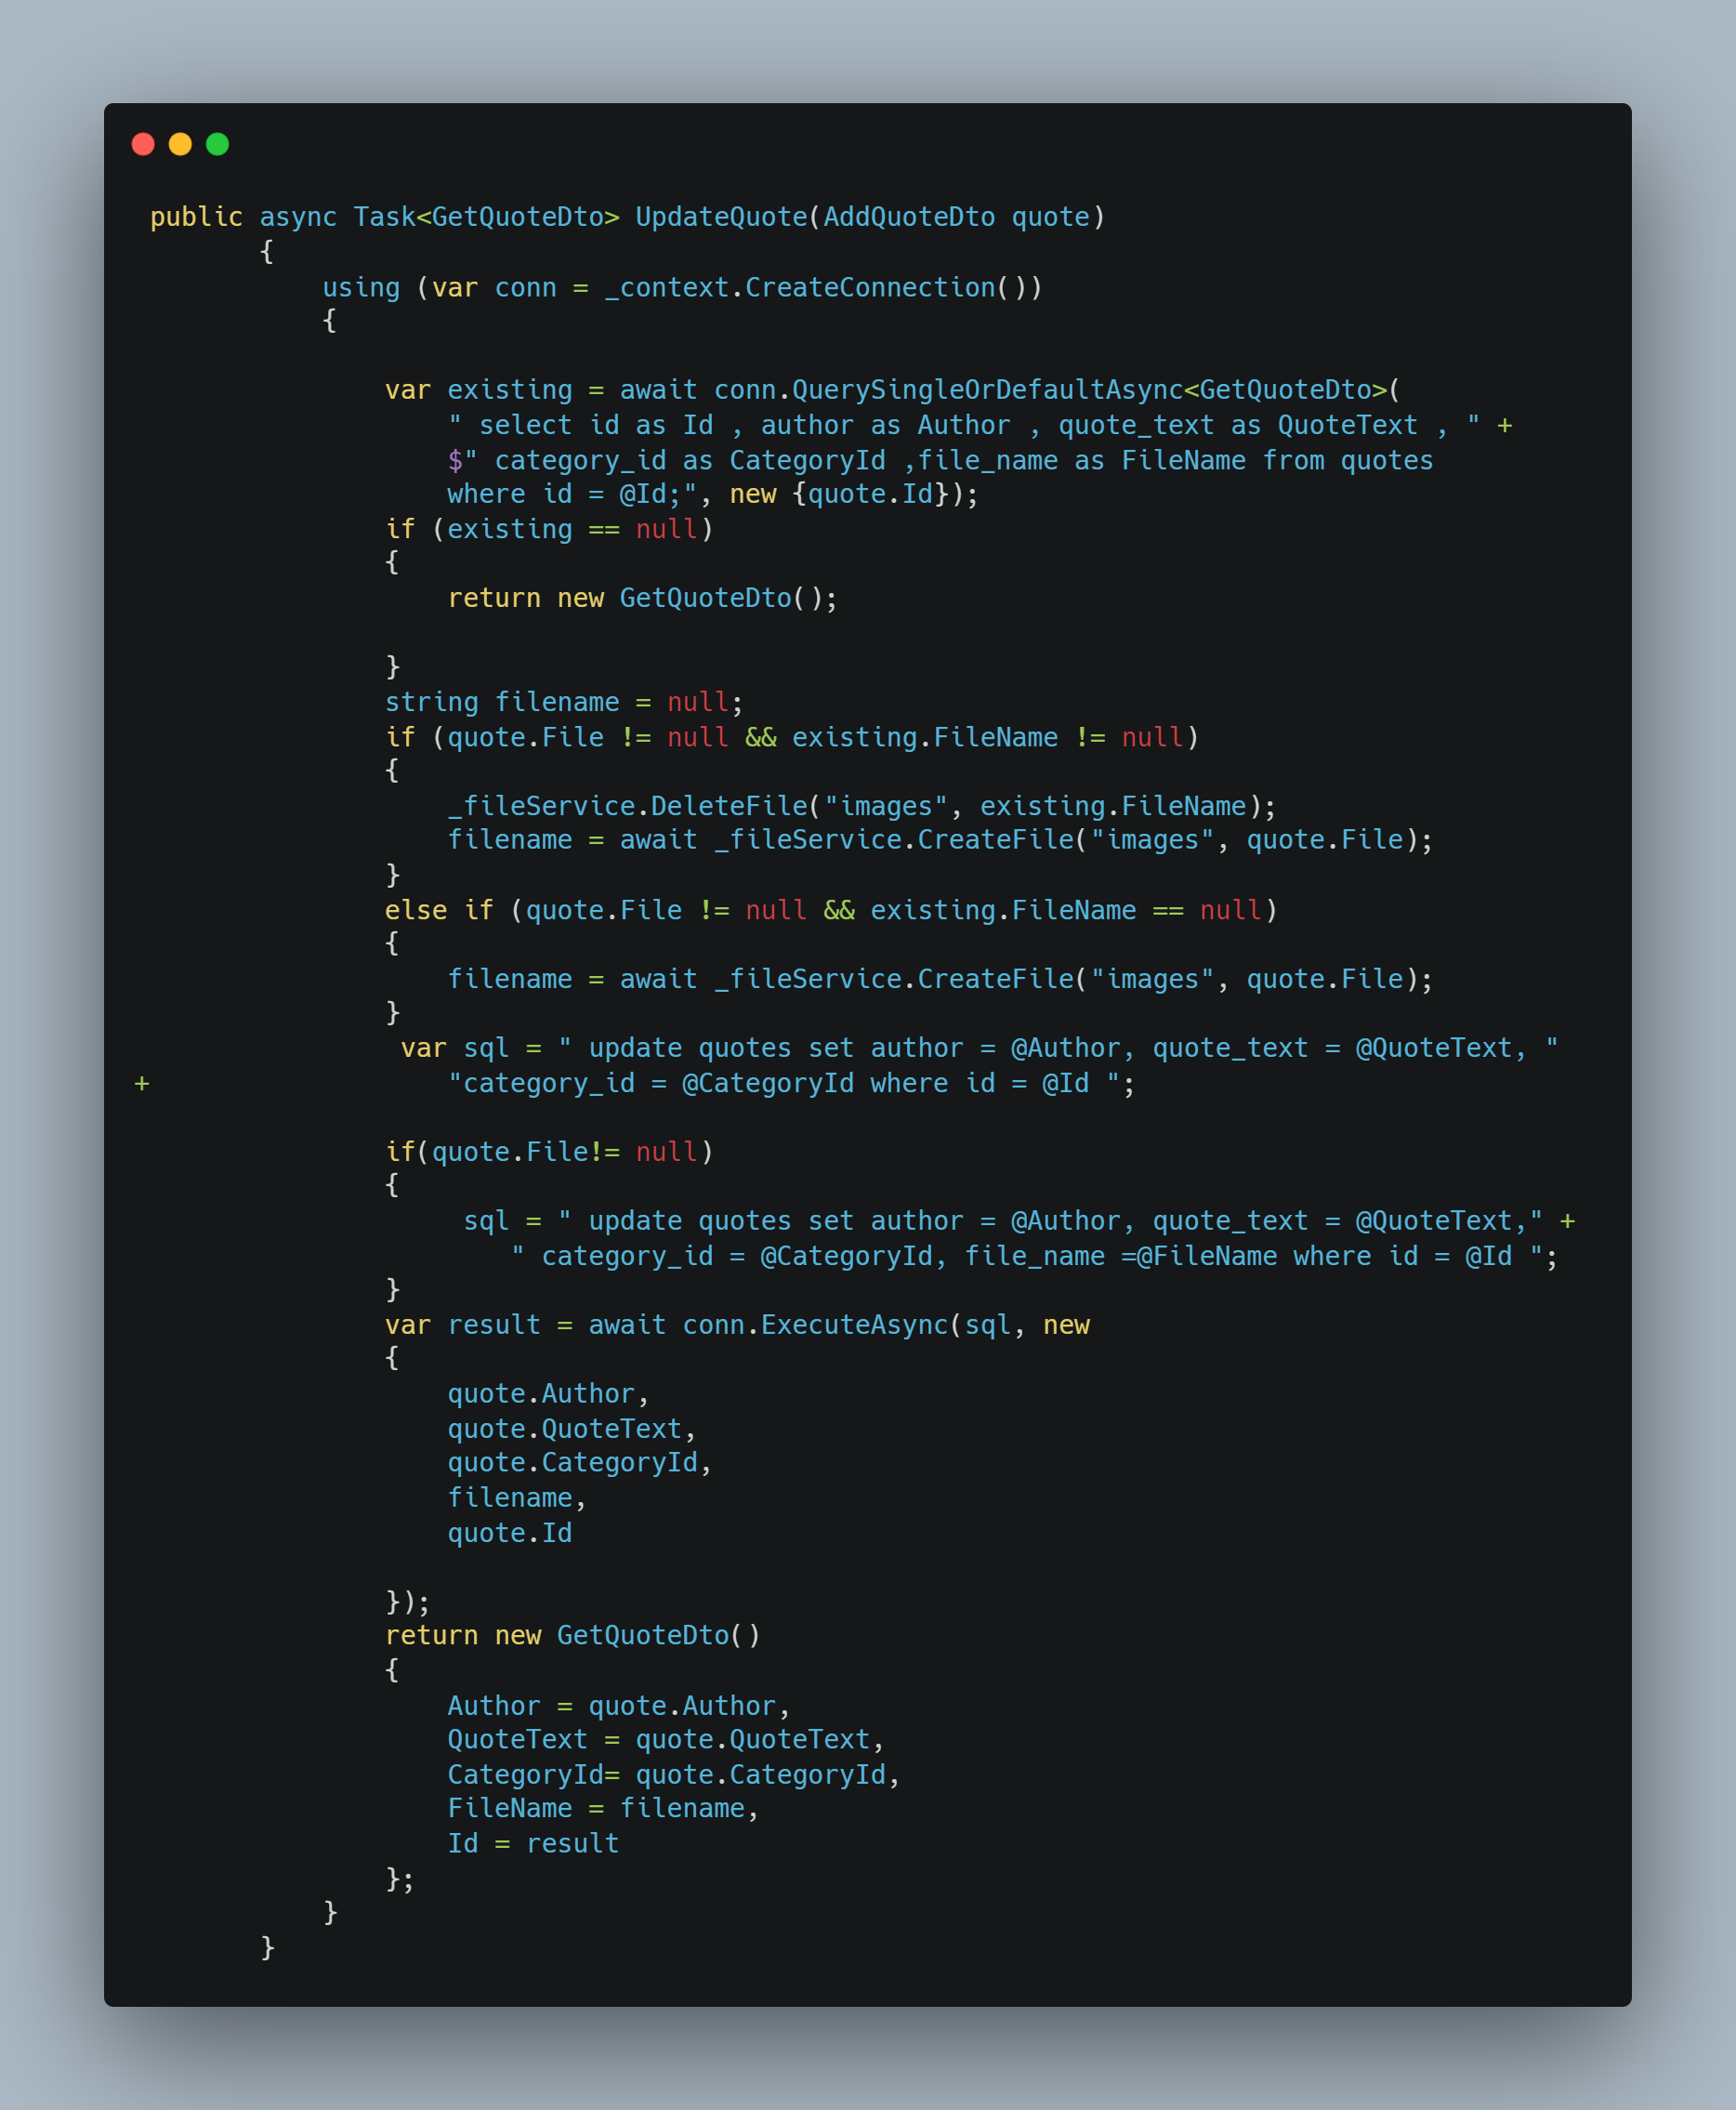 public async Task<GetQuoteDto> UpdateQuote(AddQuoteDto quote)
{
using (var conn = _context.CreateConnection())
{
var existing = await conn.QuerySingleOrDefaultAsync<GetQuoteDto>(
" select id as Id , author as Author , quote_text as QuoteText , " +
$" category_id as CategoryId ,file_name as FileName from quotes
where id = @Id;", new {quote.Id});
if (existing == null)
{
return new GetQuoteDto();
}
string filename = null;
if (quote.File != null && existing.FileName != null)
{
_fileService.DeleteFile("images", existing.FileName);
filename = await _fileService.CreateFile("images", quote.File);
}
else if (quote.File != null && existing.FileName == null)
{
filename = await _fileService.CreateFile("images", quote.File);
}
var sql = " update quotes set author = @Author, quote_text = @QuoteText, "
+ "category_id = @CategoryId where id = @Id ";
if(quote.File!= null)
{
sql = " update quotes set author = @Author, quote_text = @QuoteText," +
" category_id = @CategoryId, file_name =@FileName where id = @Id ";
}
var result = await conn.ExecuteAsync(sql, new
{
quote.Author,
quote.QuoteText,
quote.CategoryId,
filename,
quote.Id
});
return new GetQuoteDto()
{
Author = quote.Author,
QuoteText = quote.QuoteText,
CategoryId= quote.CategoryId,
FileName = filename,
Id = result
};
}
}